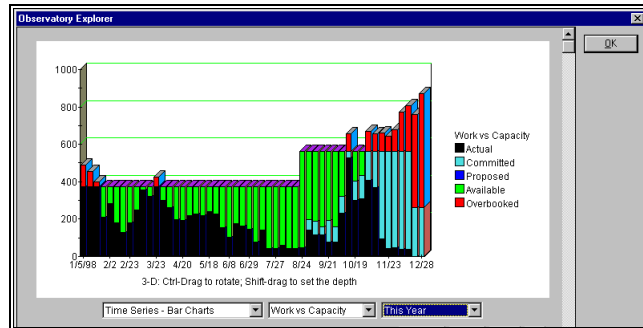 Observatory Explorer
OK
1000
800
600
400
200
0
1/5/98 2/2 2/23 3/23 4/20 5/18 6/8 6/29 7/27 8/24 9/21 10/19 11/23 12/28
Work vs Capacity
Actual
Committed
Proposed
Available
Overbooked
3-D: Ctrl-Drag to rotate; Shift-drag to set the depth
Time Series - Bar Charts Work vs Capacity This Year